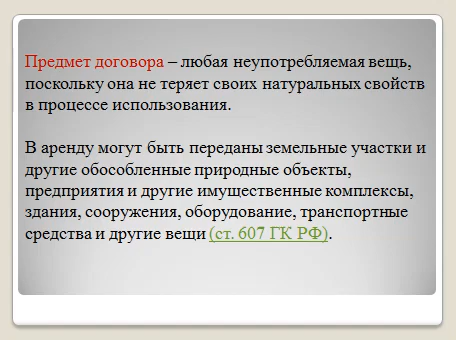 Предмет договора – любая неупотребляемая вещь,
поскольку она не теряет своих натуральных свойств
в процессе использования.
В аренду могут быть переданы земельные участки и
другие обособленные природные объекты,
предприятия и другие имущественные комплексы,
здания, сооружения, оборудование, транспортные
средства и другие вещи (ст. 607 ГК РФ).